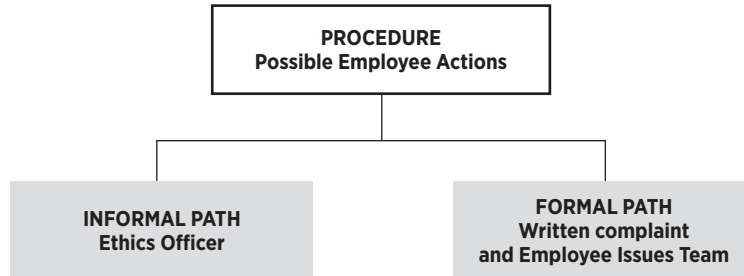 PROCEDURE
Possible Employee Actions
INFORMAL PATH
Ethics Officer
FORMAL PATH
Written complaint
and Employee Issues Team